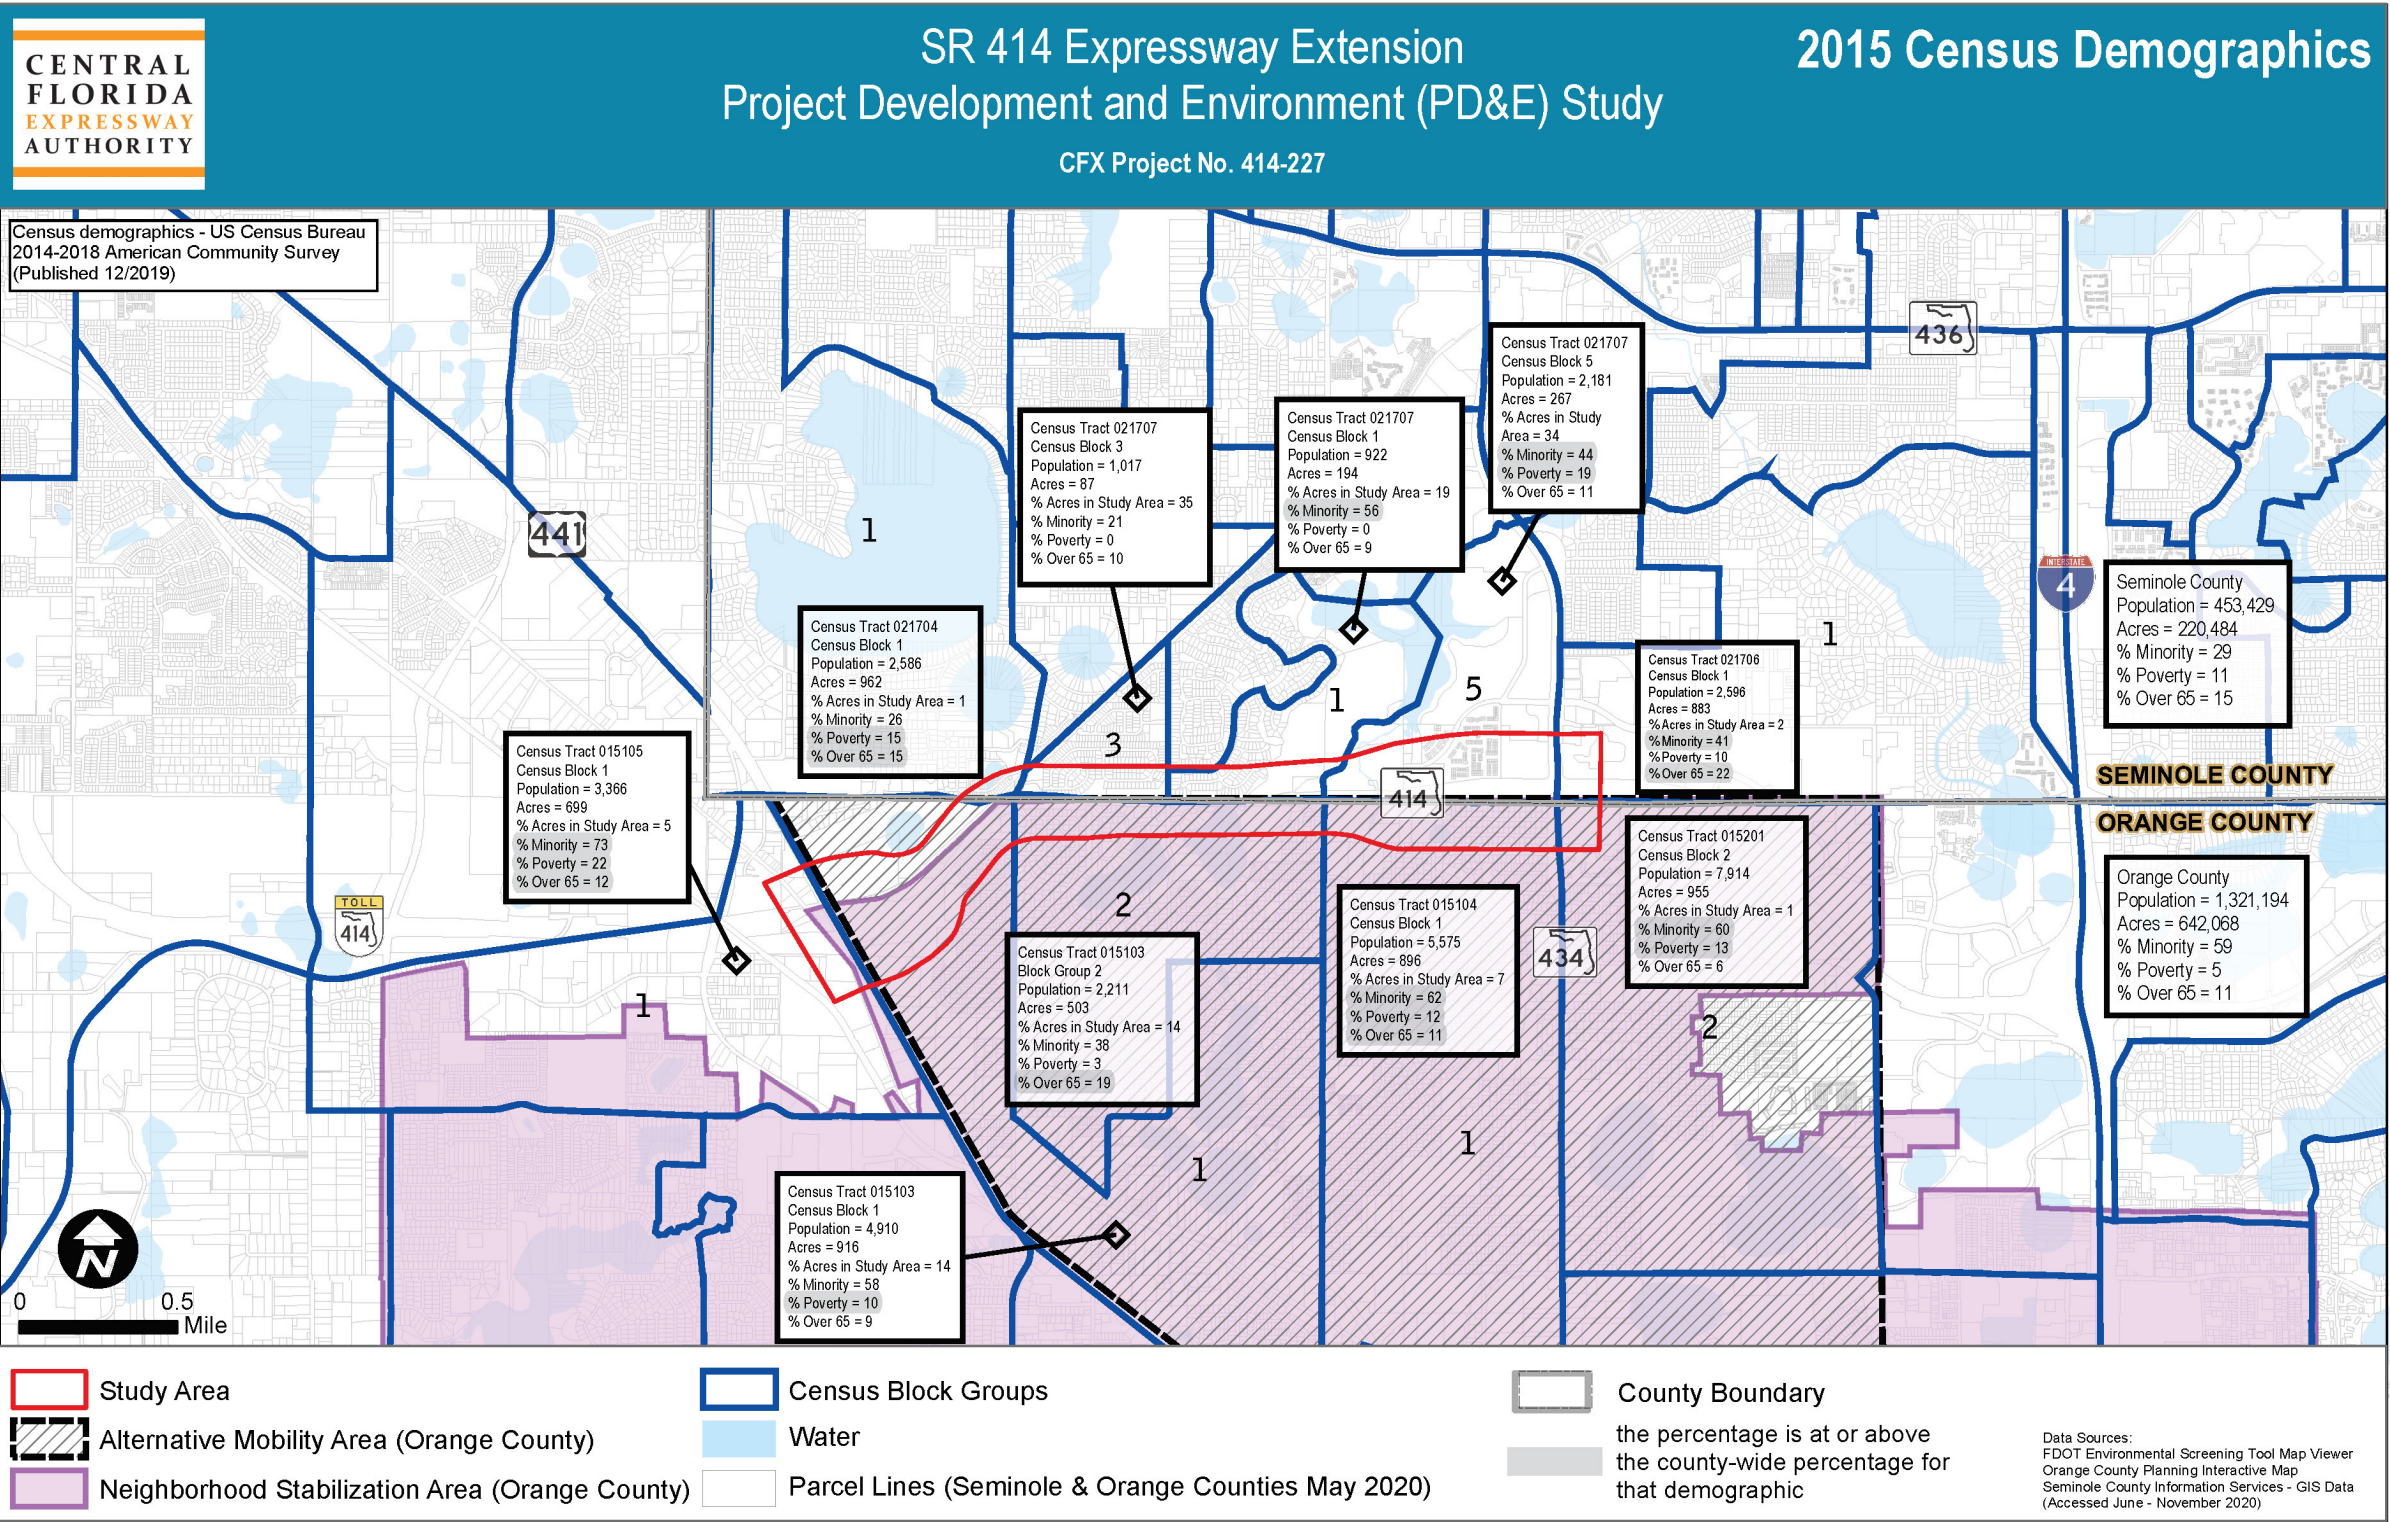 CENTRAL
FLORIDA
EXPRESSWAY
AUTHORITY
SR 414 Expressway Extension
Project Development and Environment (PD&E) Study
CFX Project No. 414-227
2015 Census Demographics
Census demographics - US Census Bureau
2014-2018 American Community Survey
(Published 12/2019)
436
Census Tract 021707
Census Block 5
Population = 2,181
Acres = 267
% Acres in Study
Area = 34
% Minority = 44
% Poverty = 19
% Over 65 = 11
Census Tract 021707
Census Block 1
Population = 922
Acres = 194
% Acres in Study Area = 19
% Minority = 56
% Poverty = 0
% Over 65 = 9
Census Tract 021707
Census Block 3
Population = 1,017
Acres = 87
% Acres in Study Area = 35
% Minority = 21
% Poverty = 0
% Over 65 = 10
441
1
INTERSTATE
4
Seminole County
Population = 453,429
Acres = 220,484
% Minority = 29
% Poverty = 11
% Over 65 = 15
Census Tract 021704
Census Block 1
Population = 2,586
Acres = 962
% Acres in Study Area = 1
% Minority = 26
% Poverty = 15
% Over 65 = 15
1
Census Tract 021706
Census Block 1
Population = 2,596
Acres = 883
% Acres in Study Area = 2
% Minority = 41
% Poverty = 10
% Over 65 = 22
5
1
3
Census Tract 015105
Census Block 1
Population = 3,366
Acres = 699
% Acres in Study Area = 5
% Minority = 73
% Poverty = 22
% Over 65 = 12
414
SEMINOLE COUNTY
ORANGE COUNTY
Census Tract 015201
Census Block 2
Population = 7,914
Acres = 955
% Acres in Study Area = 1
% Minority = 60
% Poverty = 13
% Over 65 = 6
Orange County
Population = 1,321,194
Acres = 642,068
% Minority = 59
% Poverty = 5
% Over 65 = 11
TOLL
414
2
Census Tract 015104
Census Block 1
Population = 5,575
Acres = 896
% Acres in Study Area = 7
% Minority = 62
% Poverty = 12
% Over 65 = 11
434
Census Tract 015103
Block Group 2
Population = 2,211
Acres = 503
% Acres in Study Area = 14
% Minority = 38
% Poverty = 3
% Over 65 = 19
1
2
1
1
Census Tract 015103
Census Block 1
Population = 4,910
Acres = 916
% Acres in Study Area = 14
% Minority = 58
% Poverty = 10
% Over 65 = 9
N
0 0.5
Mile
Study Area
Alternative Mobility Area (Orange County)
Neighborhood Stabilization Area (Orange County)
Census Block Groups
Water
Parcel Lines (Seminole & Orange Counties May 2020)
County Boundary
the percentage is at or above
the county-wide percentage for
that demographic
Data Sources:
FDOT Environmental Screening Tool Map Viewer
Orange County Planning Interactive Map
Seminole County Information Services - GIS Data
(Accessed June - November 2020)